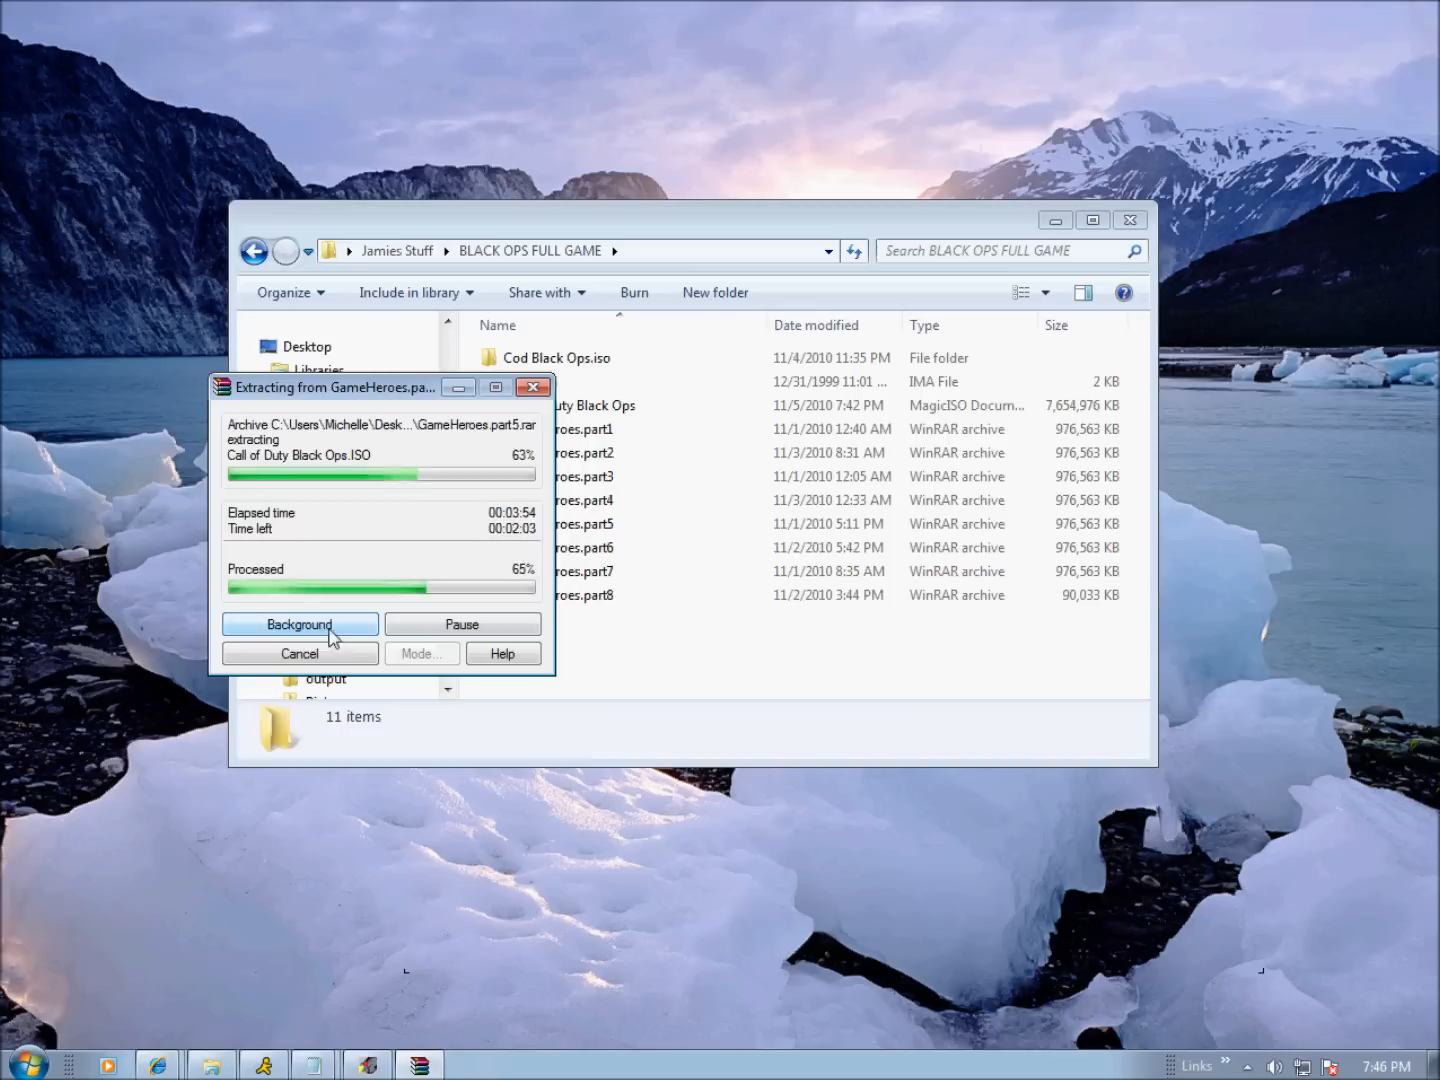 Jamies Stuff
BLACK OPS FULL GAME
Search BLACK OPS FULL GAME
Organize
Include in library
Share with
Burn
New folder
Name
Date modified
Type
Size
Desktop
Libraries
Cod Black Ops.iso 11/4/2010 11:35 PM File folder
12/31/1999 11:01 ... IMA File 2 KB
uty Black Ops 11/5/2010 7:42 PM MagicISO Docum... 7,654,976 KB
roes.part1 11/1/2010 12:40 AM WinRAR archive 976,563 KB
roes.part2 11/3/2010 8:31 AM WinRAR archive 976,563 KB
roes.part3 11/1/2010 12:05 AM WinRAR archive 976,563 KB
roes.part4 11/3/2010 12:33 AM WinRAR archive 976,563 KB
roes.part5 11/1/2010 5:11 PM WinRAR archive 976,563 KB
roes.part6 11/2/2010 5:42 PM WinRAR archive 976,563 KB
roes.part7 11/1/2010 8:35 AM WinRAR archive 976,563 KB
roes.part8 11/2/2010 3:44 PM WinRAR archive 90,033 KB
Extracting from GameHeroes.pa...
Archive C:\Users\Michelle\Desk...\GameHeroes.part5.rar
extracting
Call of Duty Black Ops.ISO 63%
Elapsed time 00:03:54
Time left 00:02:03
Processed 65%
Background
Pause
Cancel
Mode...
Help
output
11 items
Links
7:46 PM